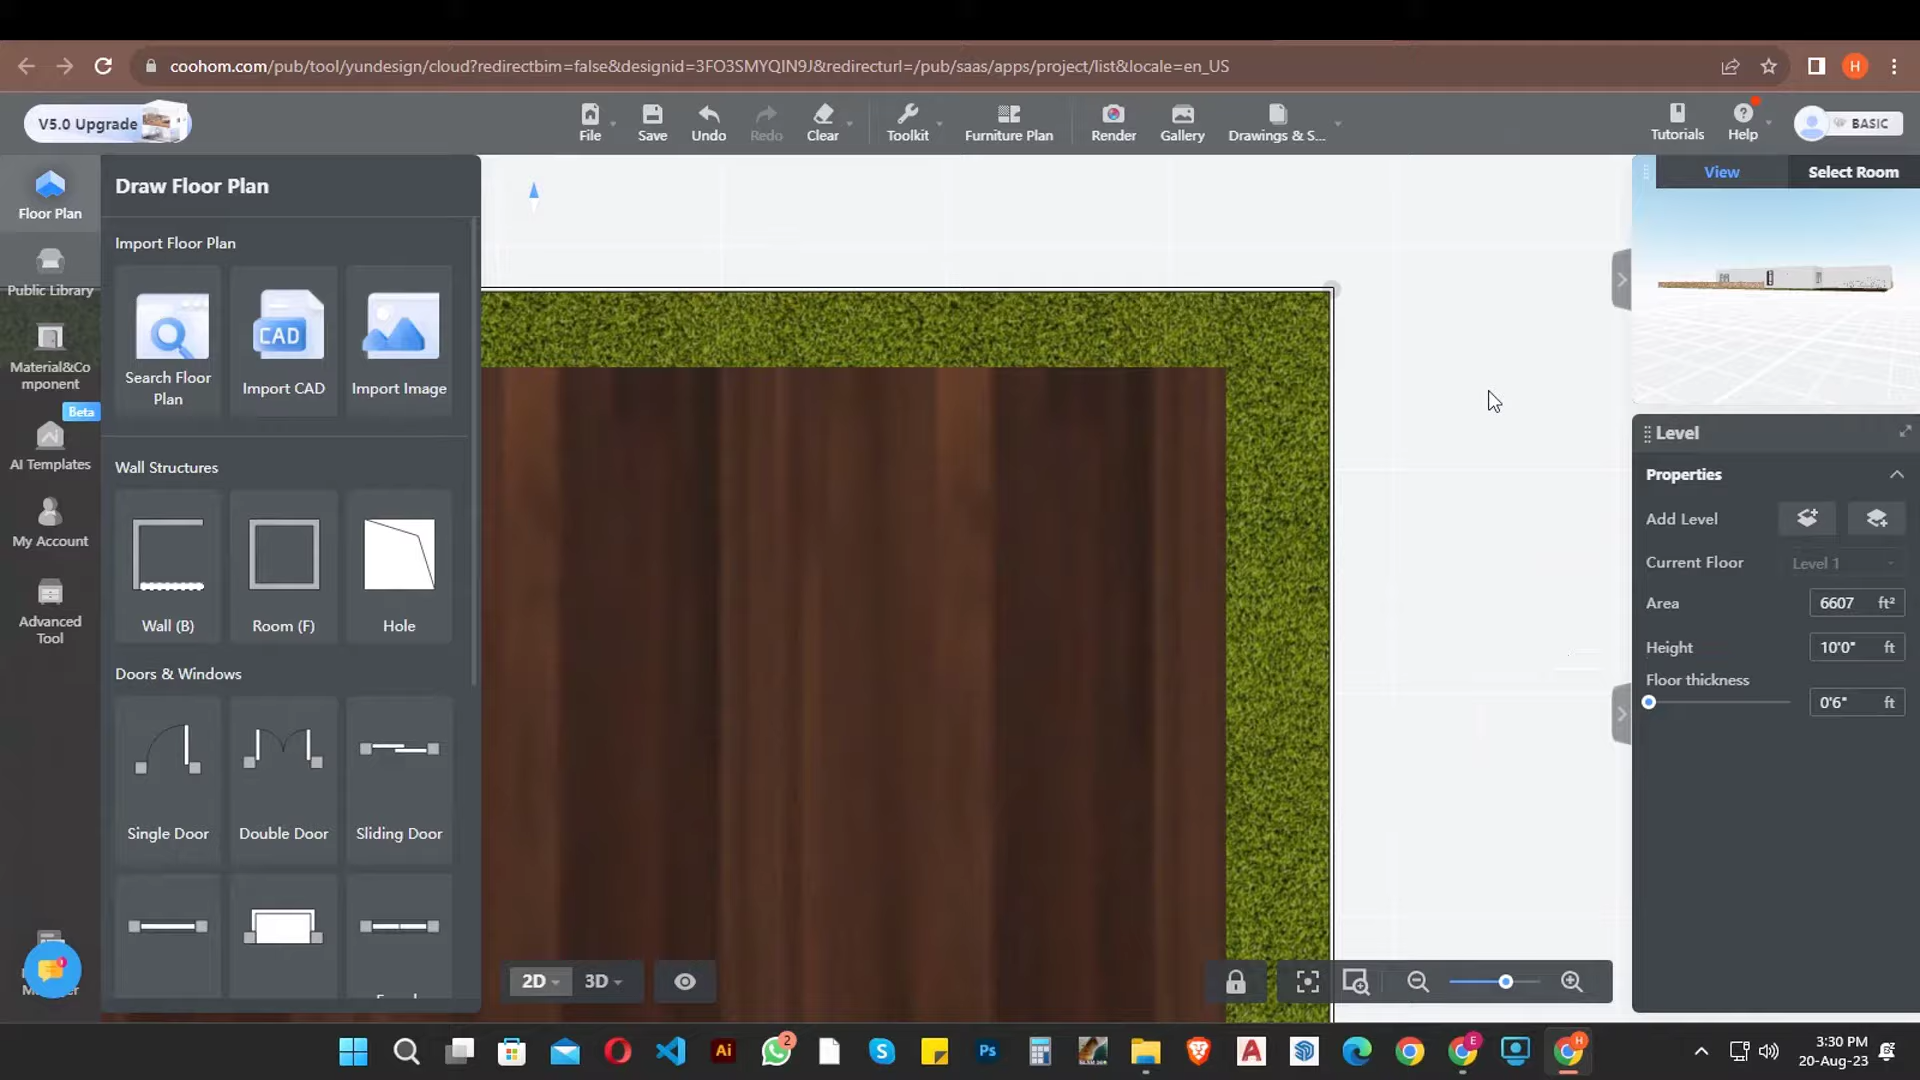 coohom.com/pub/tool/yundesign/cloud?redirectbim=false&designid=3FO3SMYQIN9J&redirecturl=/pub/saas/apps/project/list&locale=en_US
H
V5.0 Upgrade
File
Save
Undo
Redo
Clear
Toolkit
Furniture Plan
Render
Gallery
Drawings & S...
Tutorials
Help
BASIC
Floor Plan
Public Library
Material&Co
mponent
Beta
AI Templates
My Account
Advanced
Tool
Draw Floor Plan
Import Floor Plan
CAD
Search Floor
Plan
Import CAD
Import Image
Wall Structures
Wall (B)
Room (F)
Hole
Doors & Windows
Single Door
Double Door
Sliding Door
2D
3D
View
Select Room
Level
Properties
Add Level
Current Floor
Level 1
Area
6607 ft²
Height
10'0" ft
Floor thickness
0'6" ft
Ai
2
Ps
A
E
H
3:30 PM
20-Aug-23